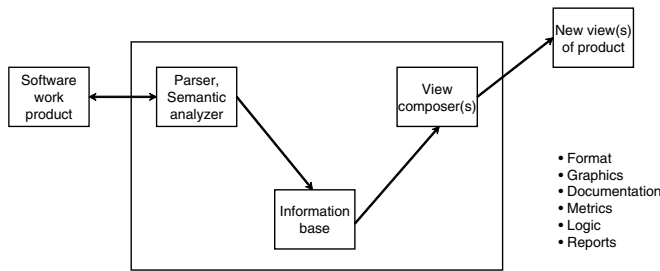 Software
work
product
Parser,
Semantic
analyzer
Information
base
View
composer(s)
New view(s)
of product
• Format
• Graphics
• Documentation
• Metrics
• Logic
• Reports